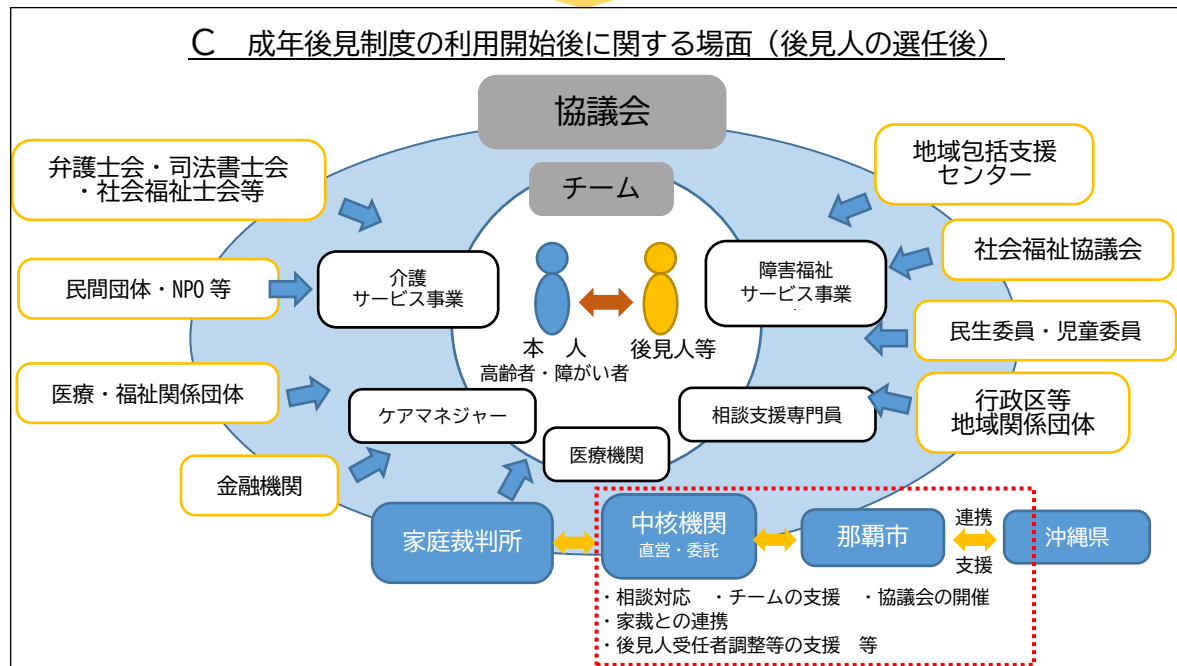 C 成年後見制度の利用開始後に関する場面（後見人の選任後）
協議会
チーム
弁護士会・司法書士会
・社会福祉士会等
民間団体・NPO等
医療・福祉関係団体
金融機関
地域包括支援
センター
社会福祉協議会
民生委員・児童委員
行政区等
地域関係団体
介護
サービス事業
障害福祉
サービス事業
本 人
高齢者・障がい者
後見人等
ケアマネジャー
相談支援専門員
医療機関
家庭裁判所
中核機関
直営・委託
那覇市
連携
支援
沖縄県
・相談対応 ・チームの支援 ・協議会の開催
・家裁との連携
・後見人受任者調整等の支援 等